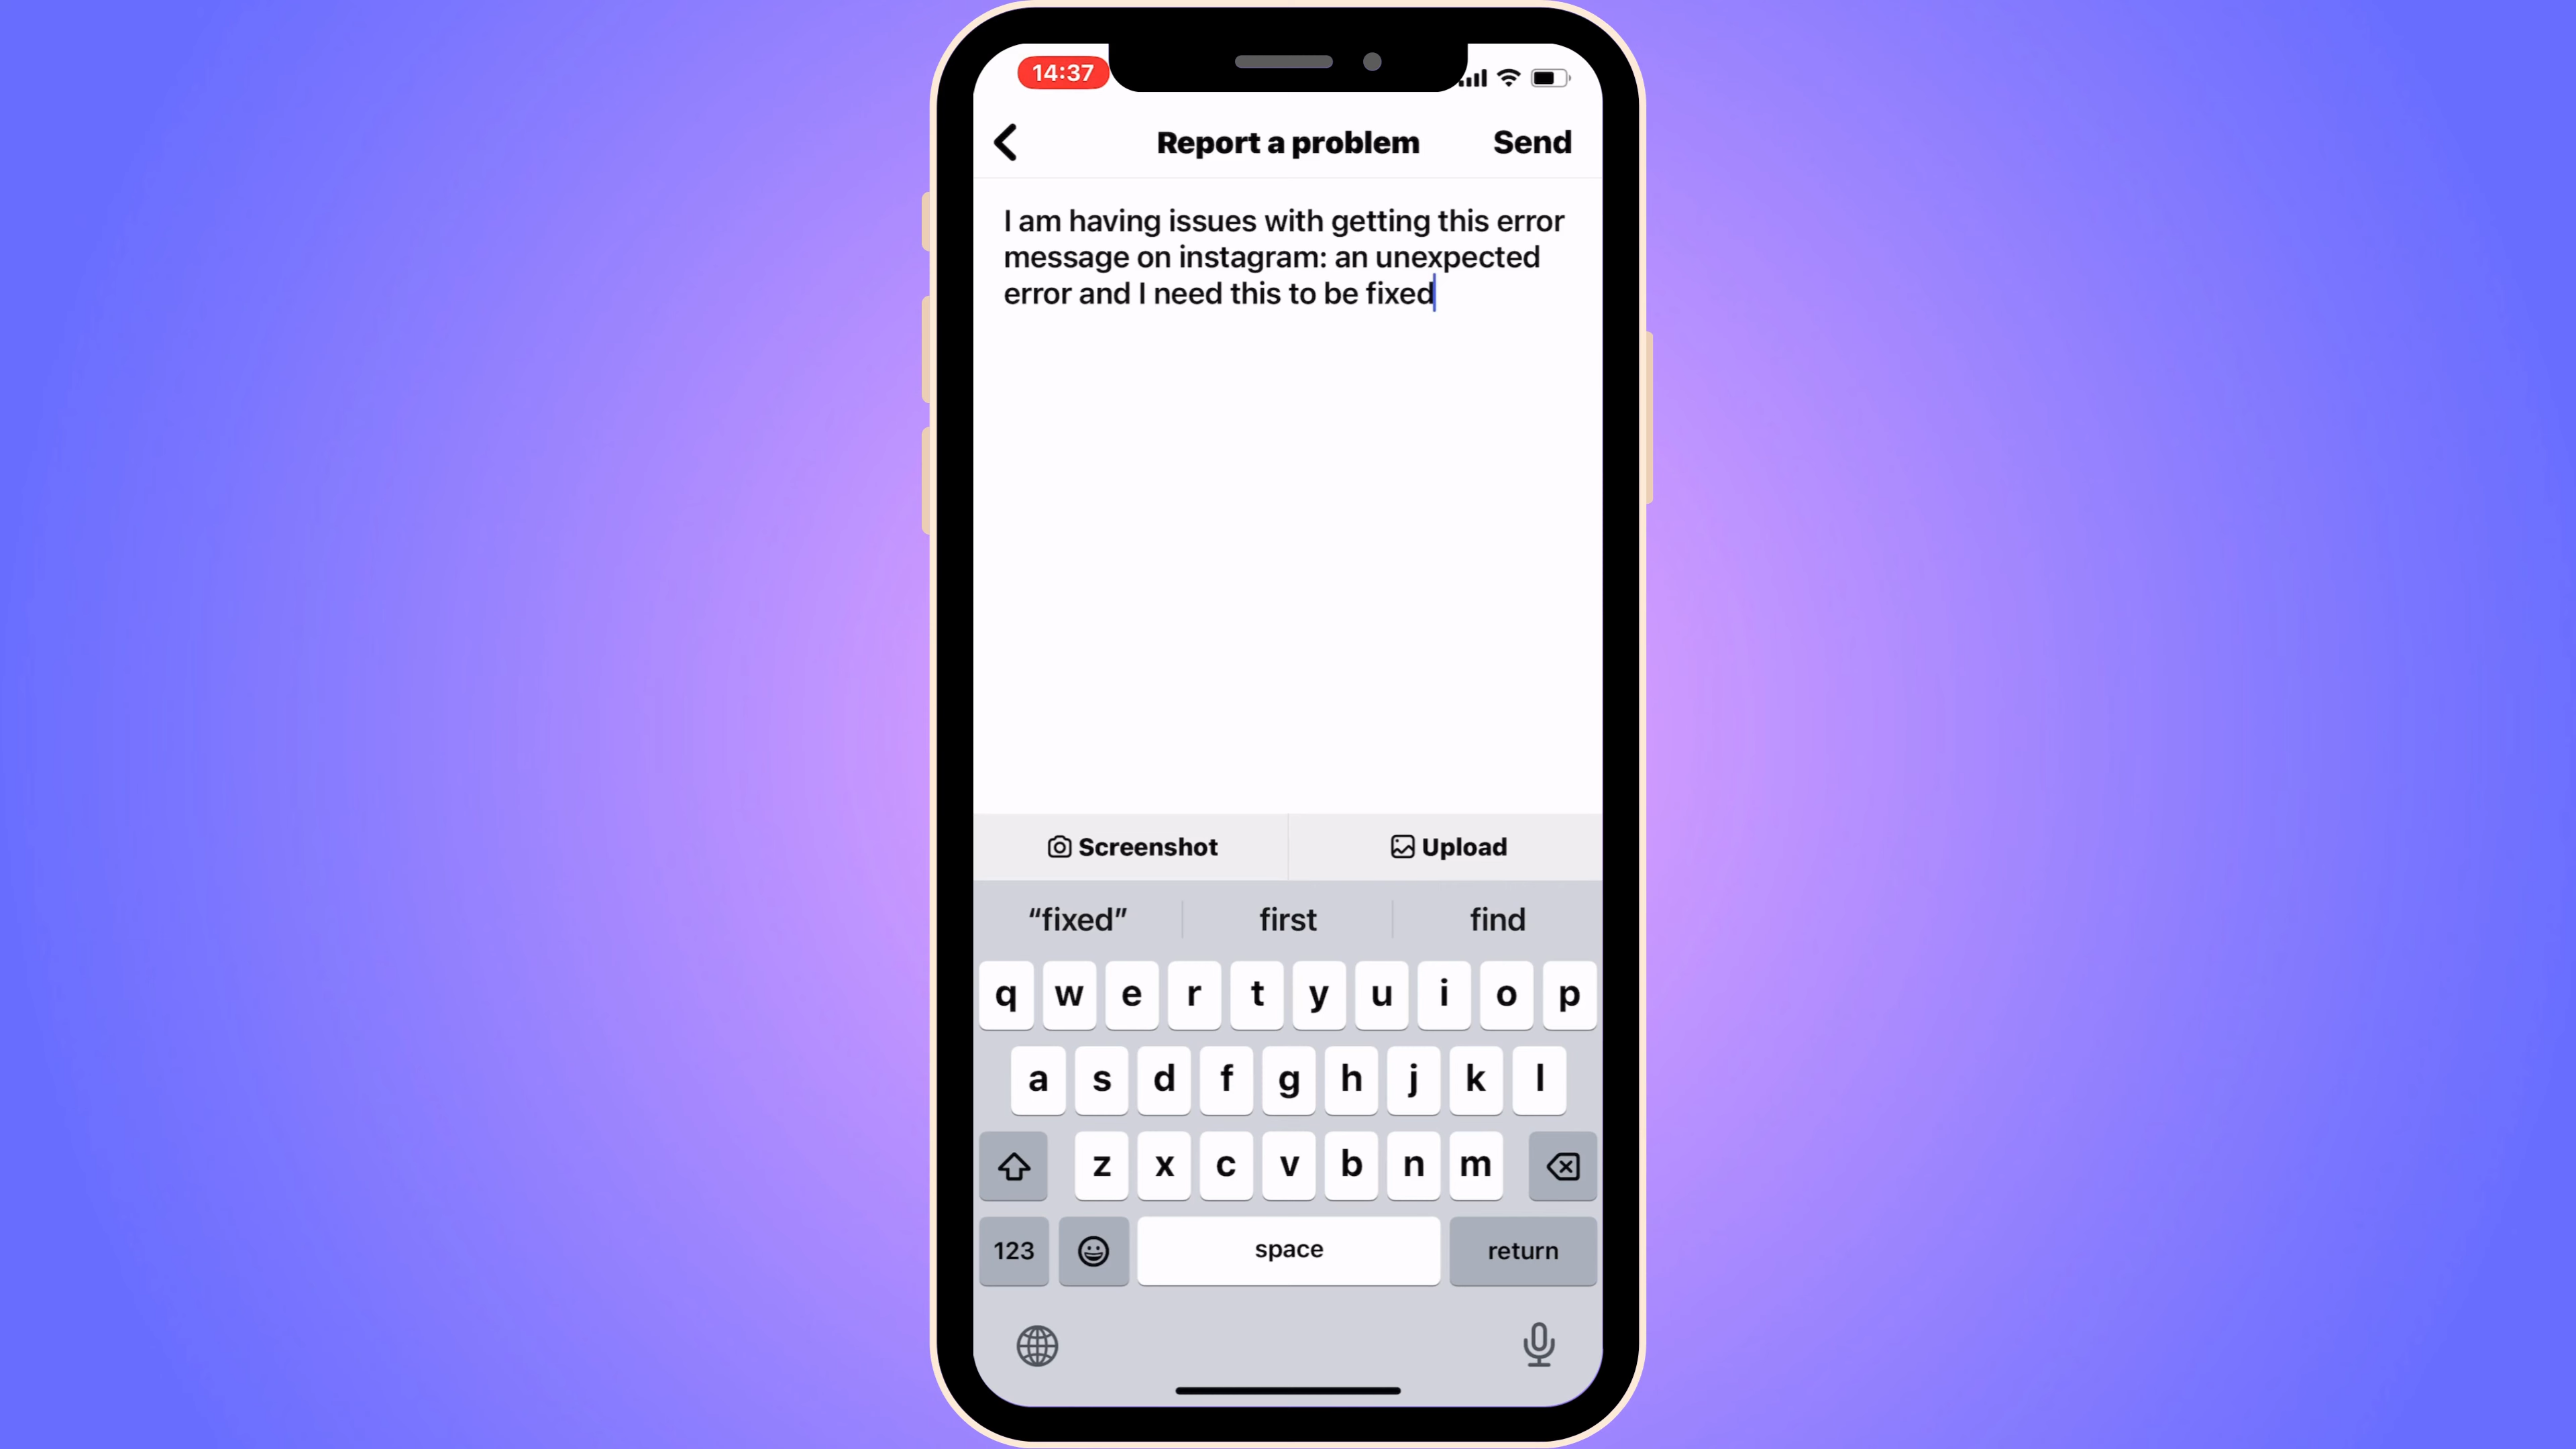 14:37
Report a problem
Send
I am having issues with getting this error
message on instagram: an unexpected
error and I need this to be fixed
Screenshot
Upload
“fixed”
first
find
q w e r t y u i o p
a s d f g h j k l
z x c v b n m
123
space
return